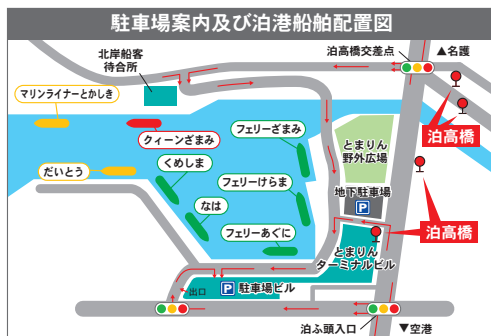 駐車場案内及び泊港船舶配置図
北岸船客
待合所
泊高橋交差点
▲名護
マリンライナーとかしき
クィーンざまみ
フェリーざまみ
泊高橋
とまりん
野外広場
だいとう
くめしま
フェリーけらま
地下駐車場
P
なは
泊高橋
フェリーあぐに
とまりん
ターミナルビル
出口
P 駐車場ビル
泊ふ頭入口
▼空港